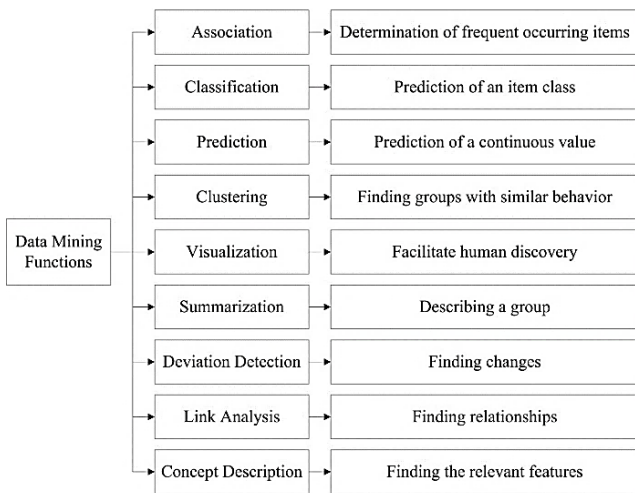 Data Mining
Functions
Association
Determination of frequent occurring items
Classification
Prediction of an item class
Prediction
Prediction of a continuous value
Clustering
Finding groups with similar behavior
Visualization
Facilitate human discovery
Summarization
Describing a group
Deviation Detection
Finding changes
Link Analysis
Finding relationships
Concept Description
Finding the relevant features